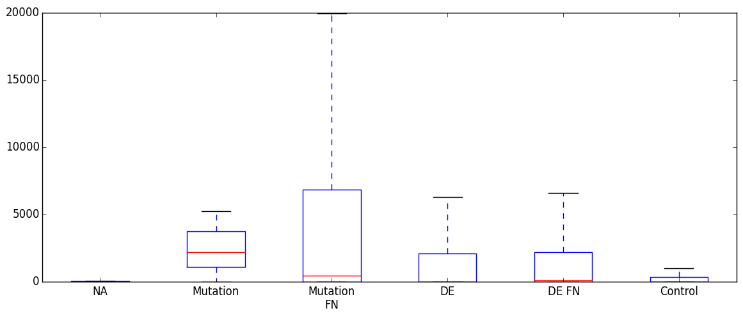 20000
15000
10000
5000
0
NA Mutation Mutation DE DE FN Control
FN